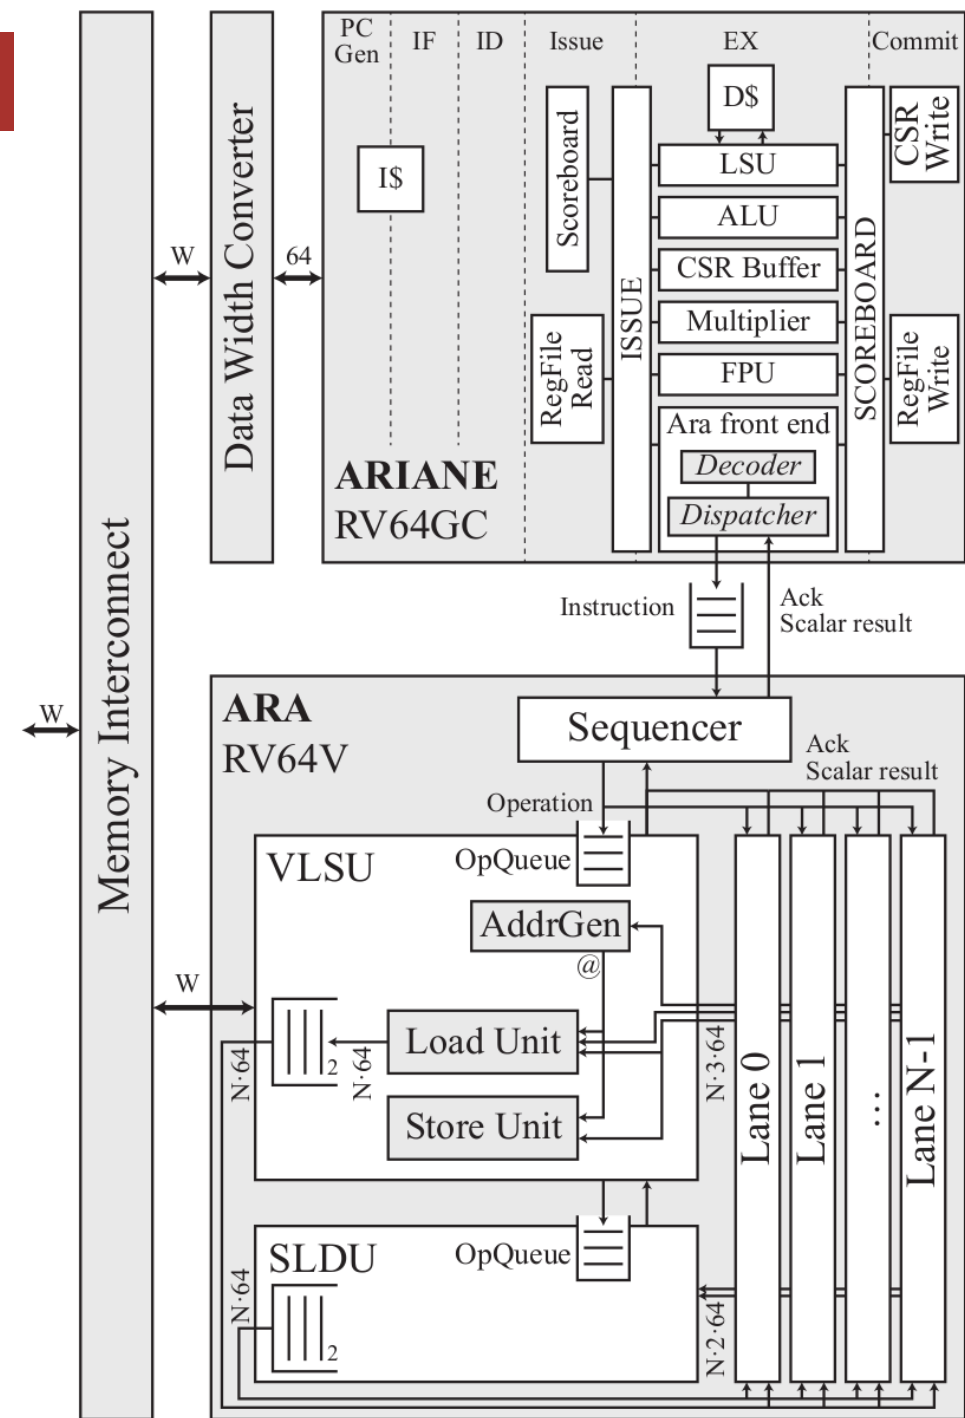 PC
Gen
IF
ID
Issue
EX
Commit
I$
D$
Scoreboard
RegFile
Read
ISSUE
LSU
ALU
CSR Buffer
Multiplier
FPU
Ara front end
Decoder
Dispatcher
SCOREBOARD
CSR
Write
RegFile
Write
ARIANE
RV64GC
Memory Interconnect
Data Width Converter
W
64
W
Instruction
Ack
Scalar result
ARA
RV64V
Sequencer
Ack
Scalar result
Operation
VLSU
OpQueue
AddrGen
@
W
Load Unit
Store Unit
2
N·64
N·64
N·3·64
Lane 0
Lane 1
...
Lane N-1
SLDU
OpQueue
N·64
2
N·2·64